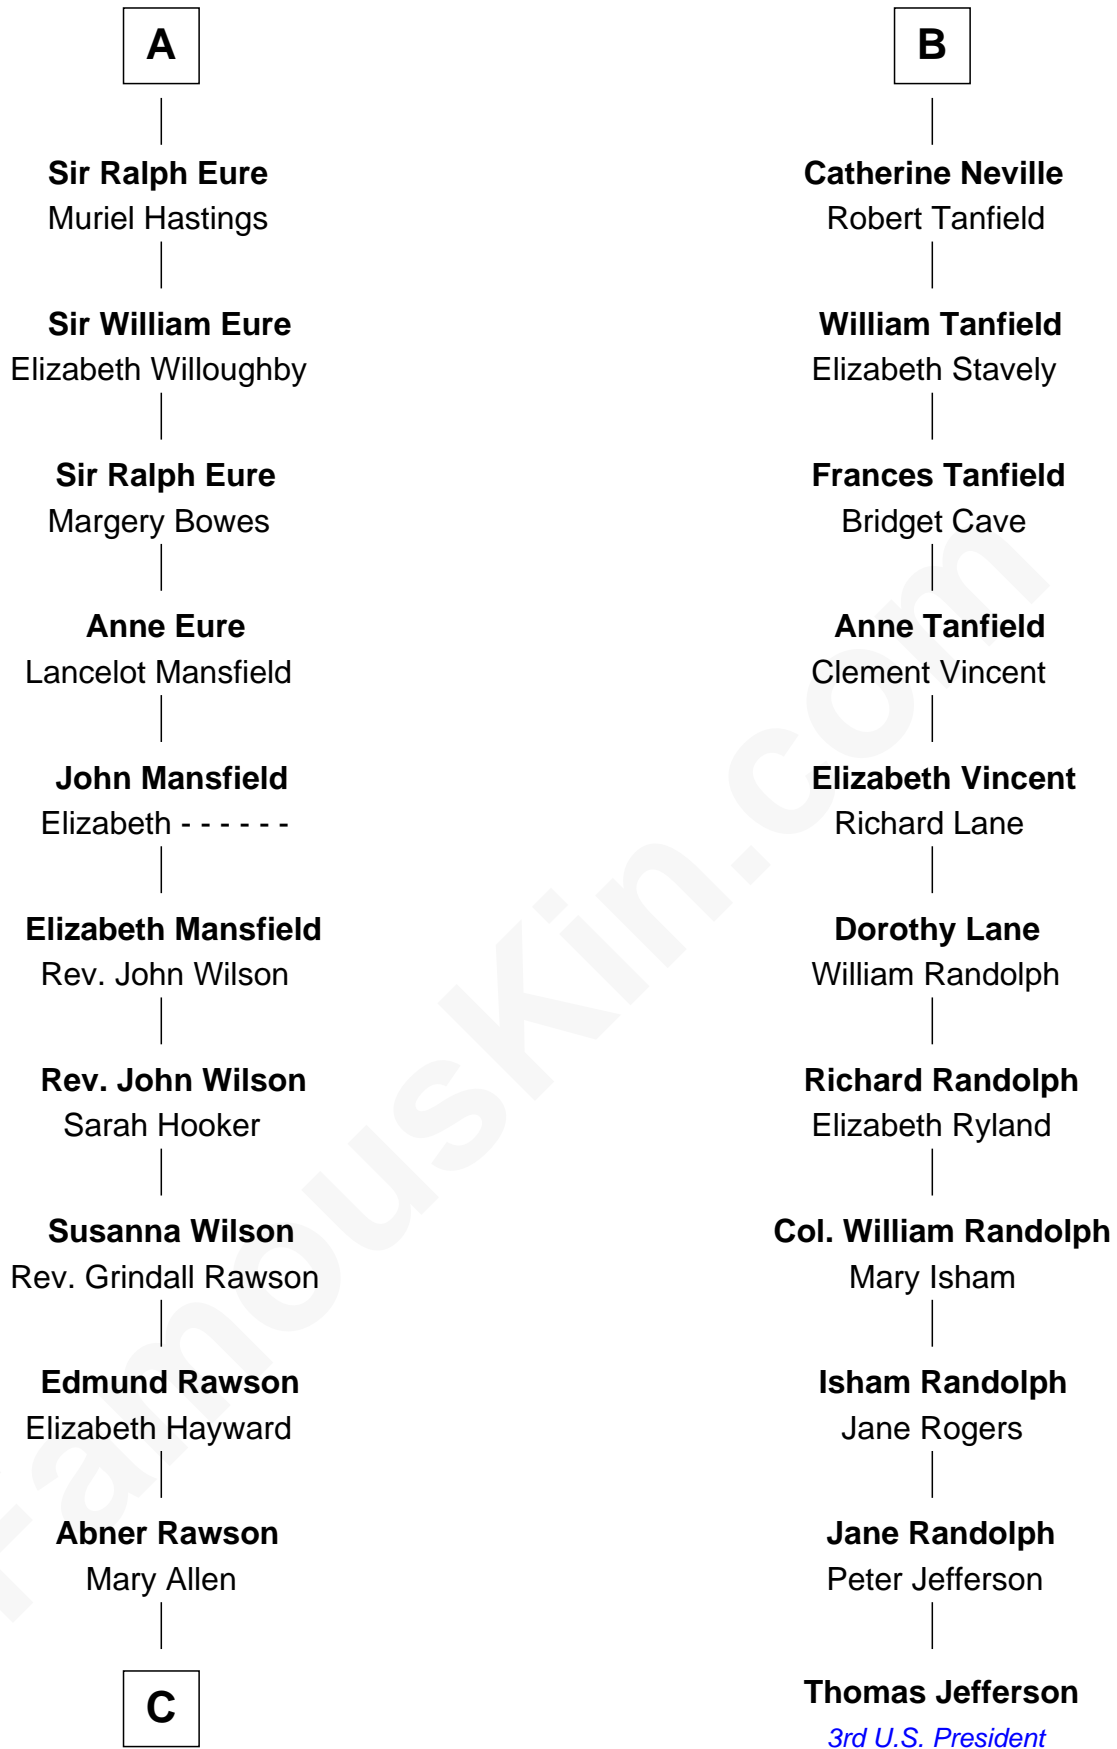 A
Sir Ralph Eure
Muriel Hastings
Sir William Eure
Elizabeth Willoughby
Sir Ralph Eure
Margery Bowes
Anne Eure
Lancelot Mansfield
John Mansfield
Elizabeth - - - - - -
Elizabeth Mansfield
Rev. John Wilson
Rev. John Wilson
Sarah Hooker
Susanna Wilson
Rev. Grindall Rawson
Edmund Rawson
Elizabeth Hayward
Abner Rawson
Mary Allen
C
B
Catherine Neville
Robert Tanfield
William Tanfield
Elizabeth Stavely
Frances Tanfield
Bridget Cave
Anne Tanfield
Clement Vincent
Elizabeth Vincent
Richard Lane
Dorothy Lane
William Randolph
Richard Randolph
Elizabeth Ryland
Col. William Randolph
Mary Isham
Isham Randolph
Jane Rogers
Jane Randolph
Peter Jefferson
Thomas Jefferson
3rd U.S. President
FamousKin.com